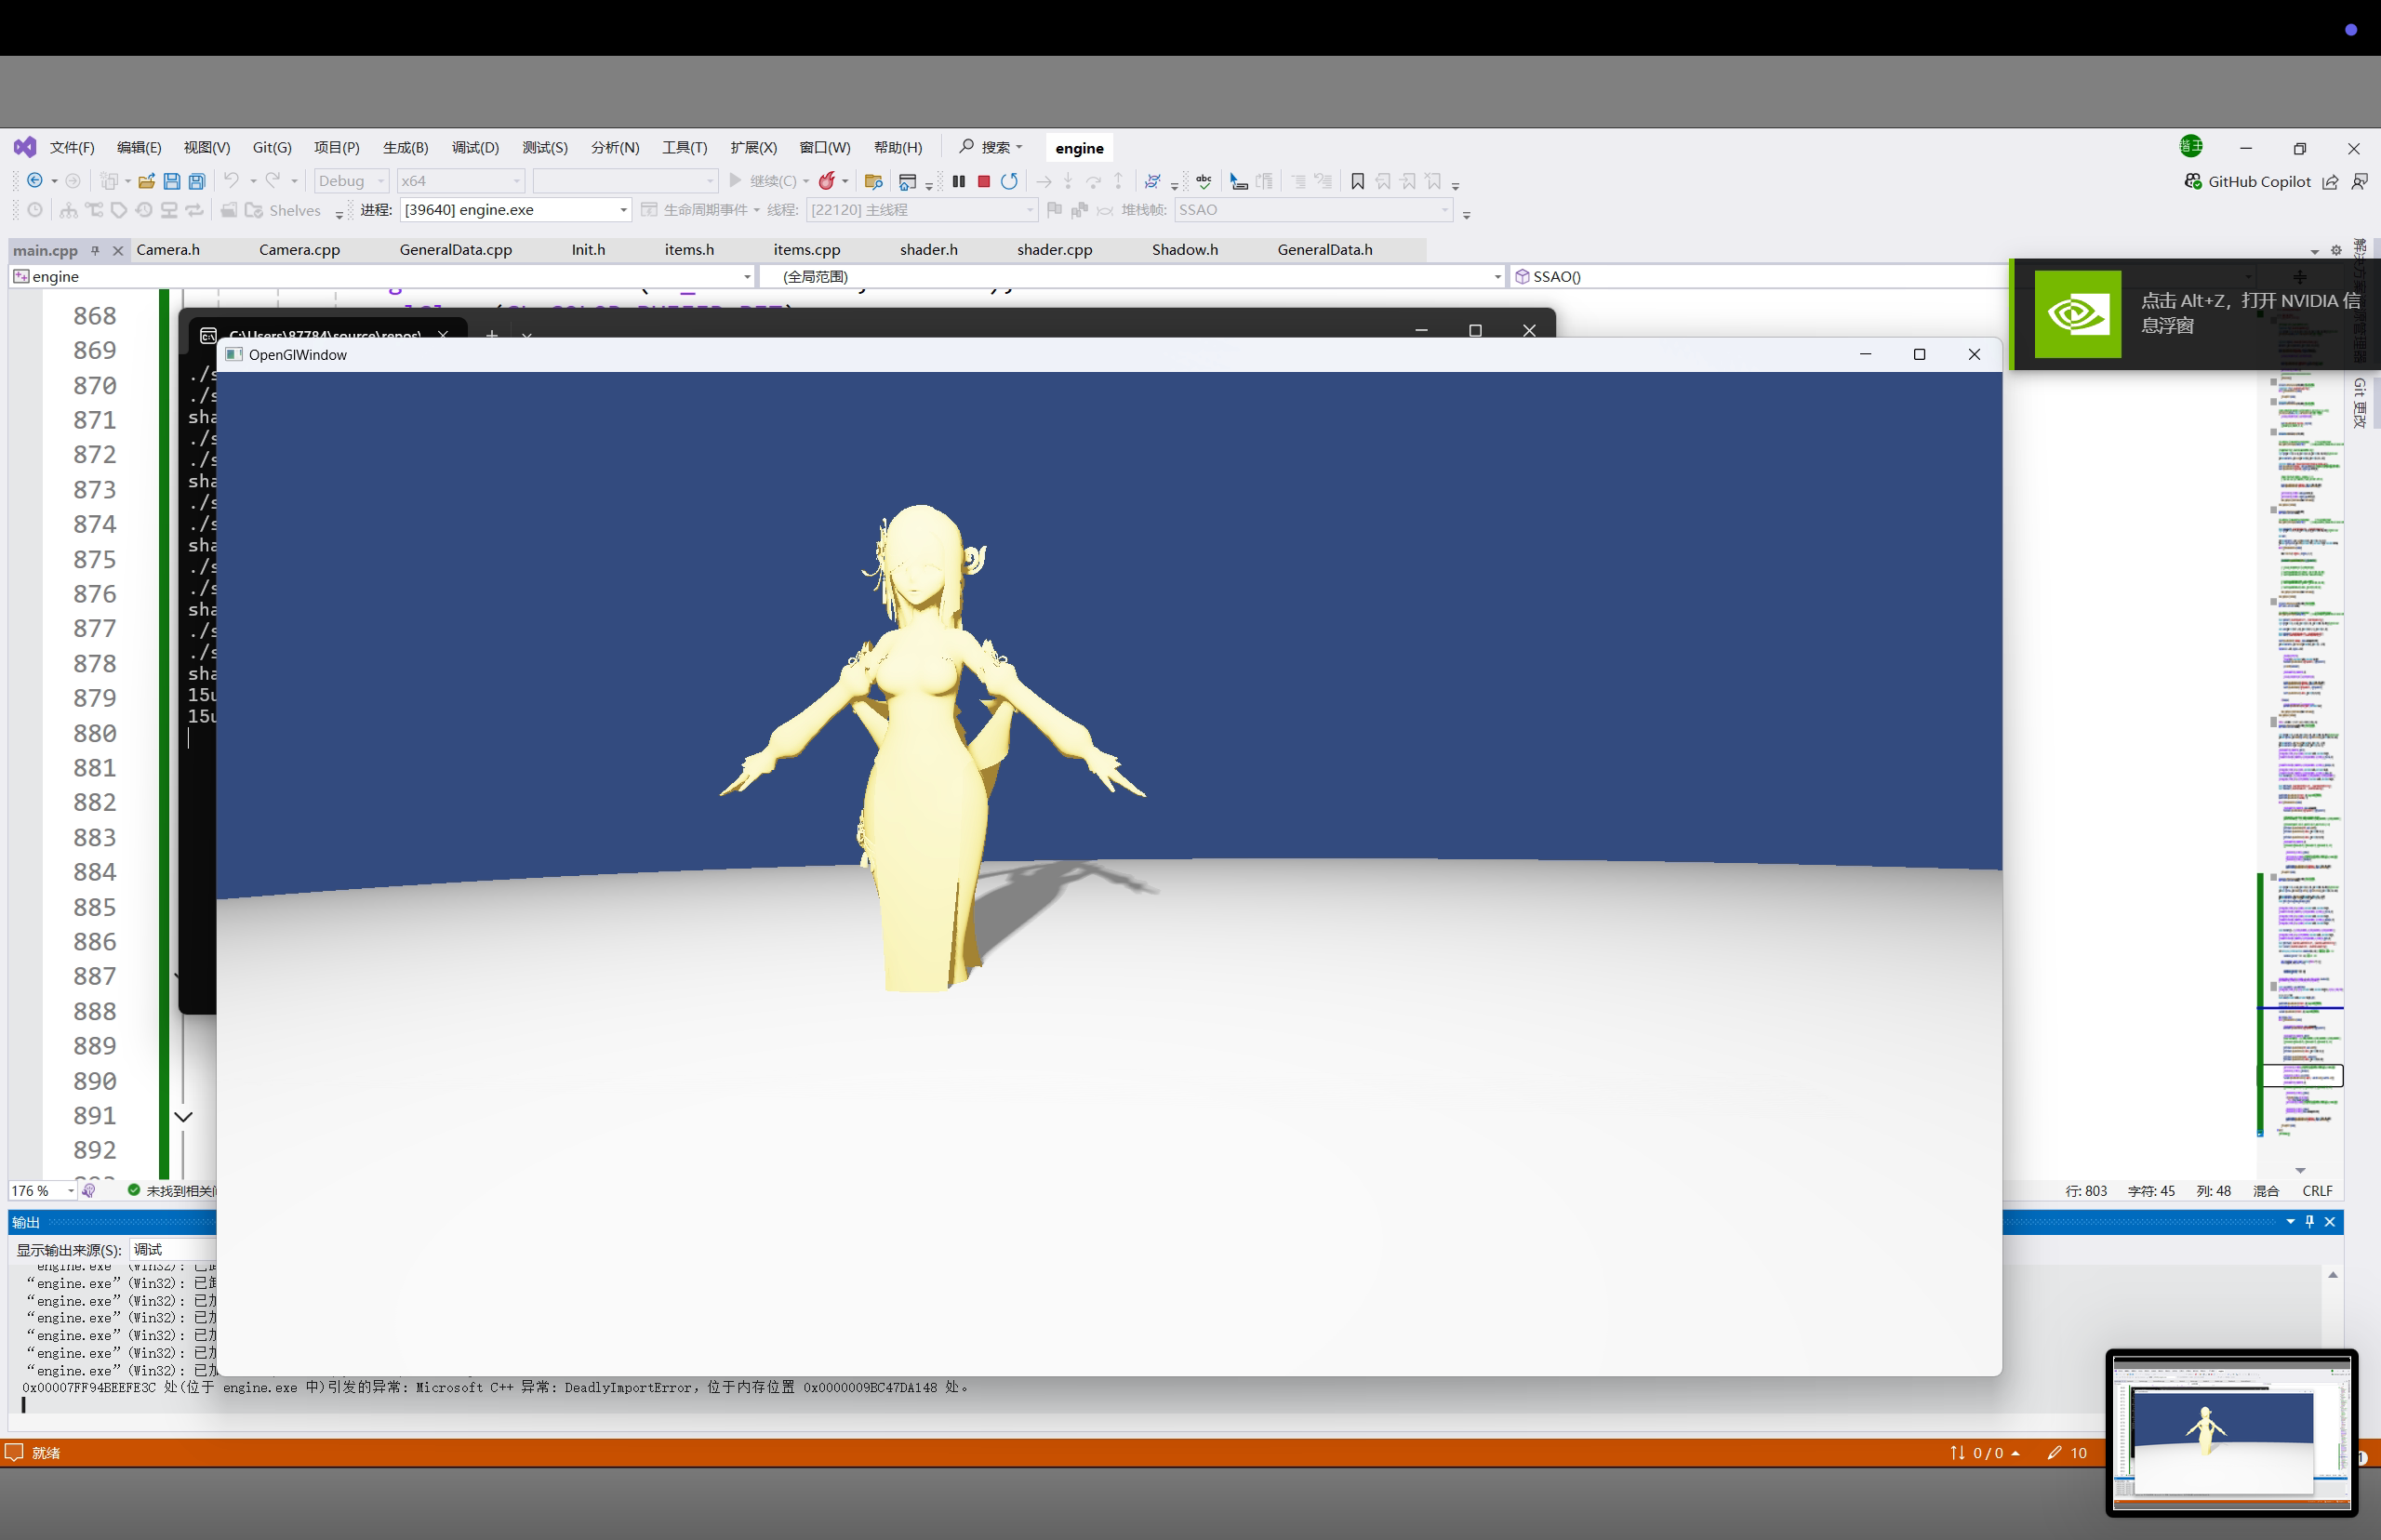 文件(F) 编辑(E) 视图(V) Git(G) 项目(P) 生成(B) 调试(D) 测试(S) 分析(N) 工具(T) 扩展(X) 窗口(W) 帮助(H) 搜索 engine
Debug x64 继续(C) GitHub Copilot
Shelves 进程: [39640] engine.exe 生命周期事件 线程: [22120] 主线程 堆栈帧: SSAO
main.cpp Camera.h Camera.cpp GeneralData.cpp Init.h items.h items.cpp shader.h shader.cpp Shadow.h GeneralData.h
engine (全局范围) SSAO()
点击 Alt+Z，打开 NVIDIA 信
息浮窗
Git 更改
868
869
870
871
872
873
874
875
876
877
878
879
880
881
882
883
884
885
886
887
888
889
890
891
892
C:\Users\87784\source\repos\
OpenGlWindow
./s
./s
sha
./s
./s
sha
./s
./s
sha
./s
./s
sha
./s
./s
sha
15u
15u
176 % 未找到相关 行: 803 字符: 45 列: 48 混合 CRLF
输出
显示输出来源(S): 调试
“engine.exe” (Win32): 已卸
“engine.exe” (Win32): 已加
“engine.exe” (Win32): 已加
“engine.exe” (Win32): 已加
“engine.exe” (Win32): 已加
“engine.exe” (Win32): 已加
0x00007FF94BEEFE3C 处(位于 engine.exe 中)引发的异常: Microsoft C++ 异常: DeadlyImportError，位于内存位置 0x0000009BC47DA148 处。
就绪 0 / 0 10